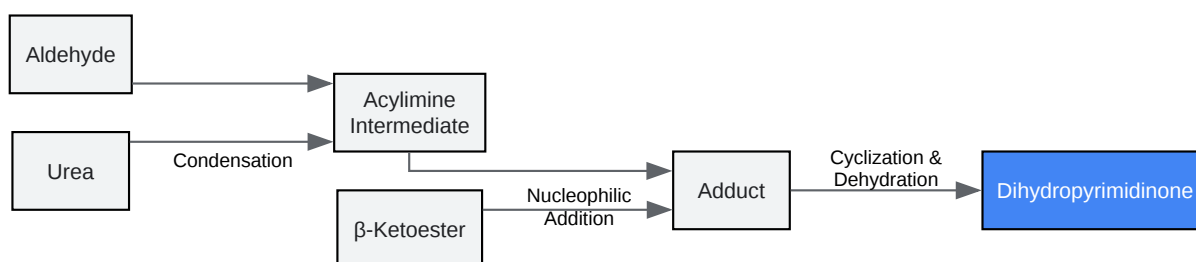 Aldehyde
Urea
Condensation
Acylimine
Intermediate
β-Ketoester
Nucleophilic
Addition
Adduct
Cyclization &
Dehydration
Dihydropyrimidinone